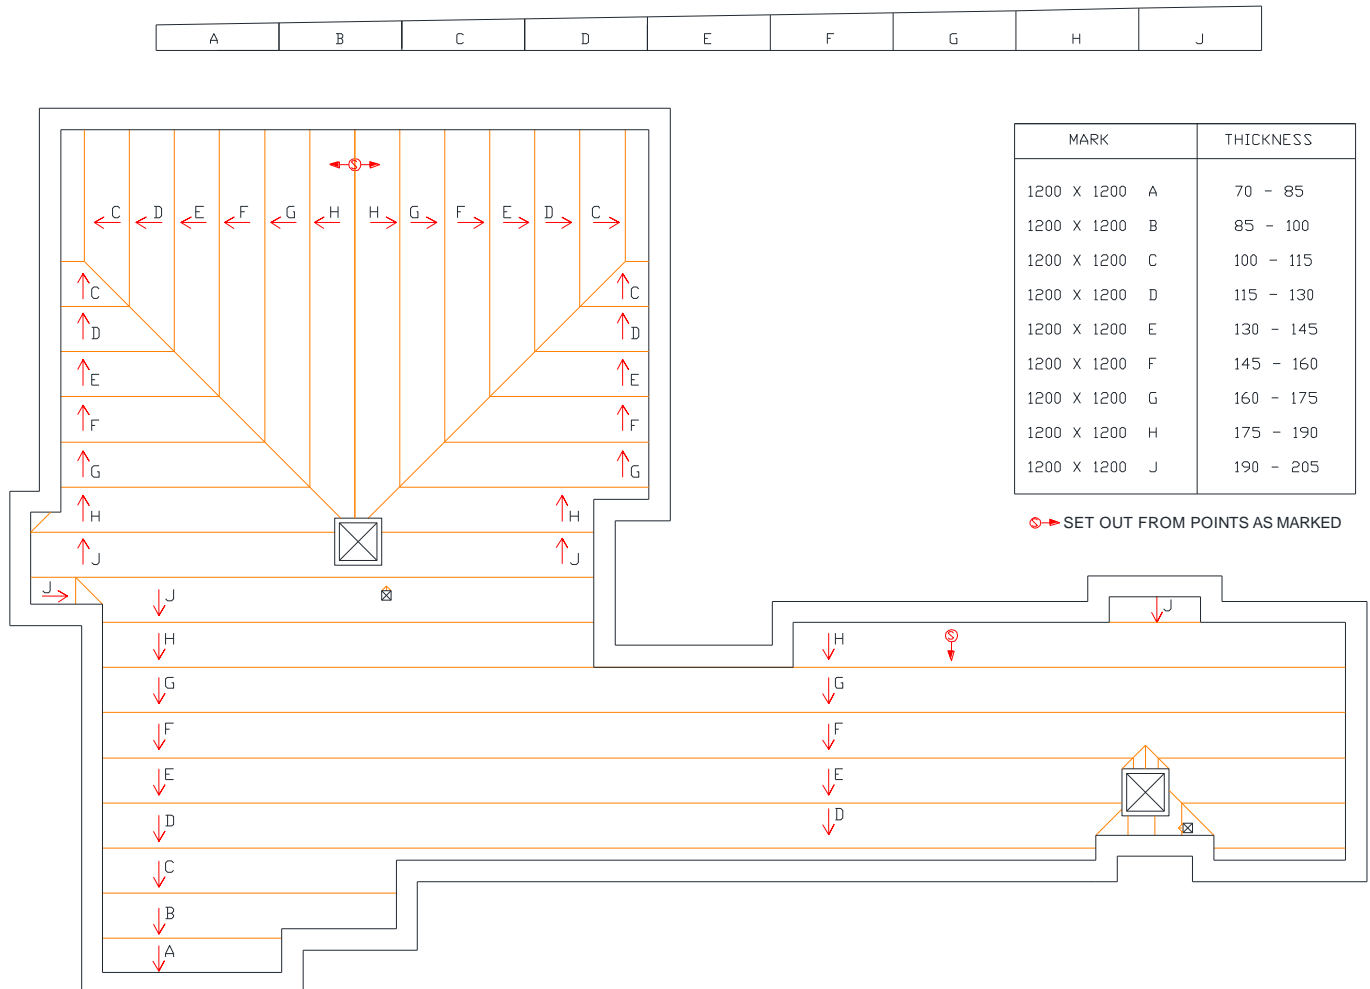 A B C D E F G H J
MARK THICKNESS
1200 X 1200 A 70 - 85
1200 X 1200 B 85 - 100
1200 X 1200 C 100 - 115
1200 X 1200 D 115 - 130
1200 X 1200 E 130 - 145
1200 X 1200 F 145 - 160
1200 X 1200 G 160 - 175
1200 X 1200 H 175 - 190
1200 X 1200 J 190 - 205
S SET OUT FROM POINTS AS MARKED
S
C D E F G H H G F E D C
C C
D D
E E
F F
G G
H H
J J
J J J
H H S
G G
F F
E E
D D
C
B
A